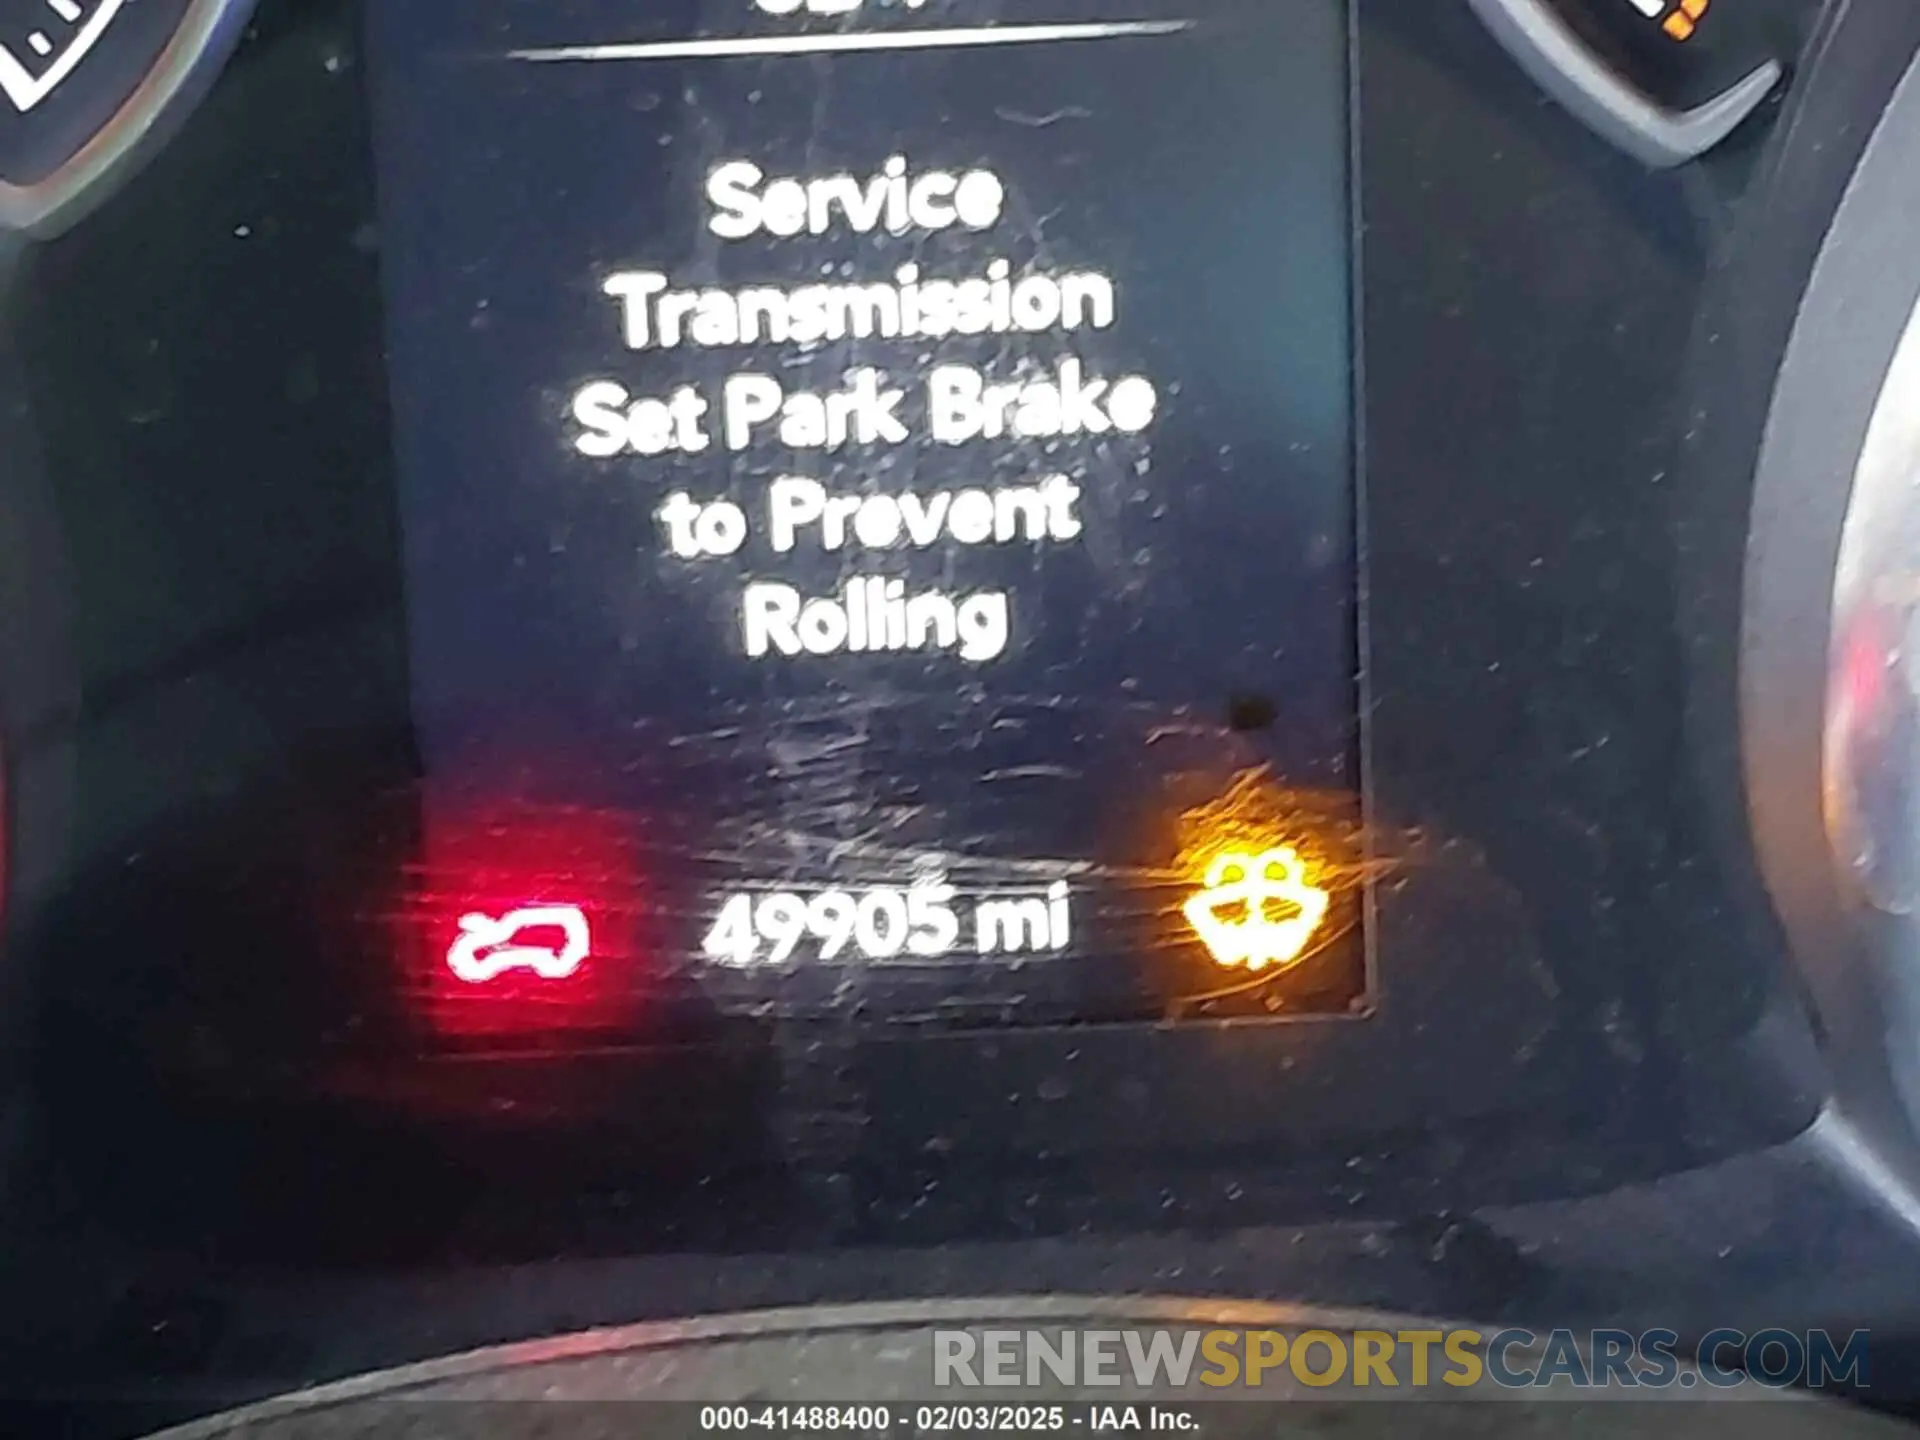 Service
Transmission
Set Park Brake
to Prevent
Rolling
49905 mi
RENEWSPORTSCARS.COM
000-41488400 - 02/03/2025 - IAA Inc.